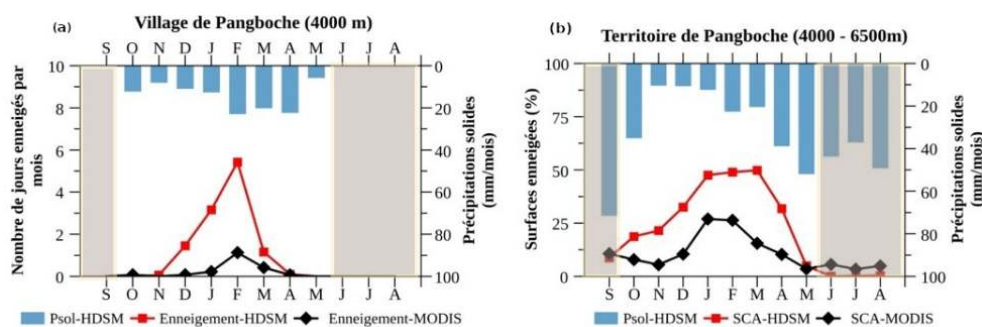 (a)
Village de Pangboche (4000 m)
S O N D J F M A M J J A
10
8
6
4
2
0
Nombre de jours enneigés par
mois
0
20
40
60
80
100
Précipitations solides
(mm/mois)
S O N D J F M A M J J A
Psol-HDSM Enneigement-HDSM Enneigement-MODIS
(b)
Territoire de Pangboche (4000 - 6500m)
S O N D J F M A M J J A
100
75
50
25
0
Surfaces enneigées (%)
0
20
40
60
80
100
Précipitations solides
(mm/mois)
S O N D J F M A M J J A
Psol-HDSM SCA-HDSM SCA-MODIS